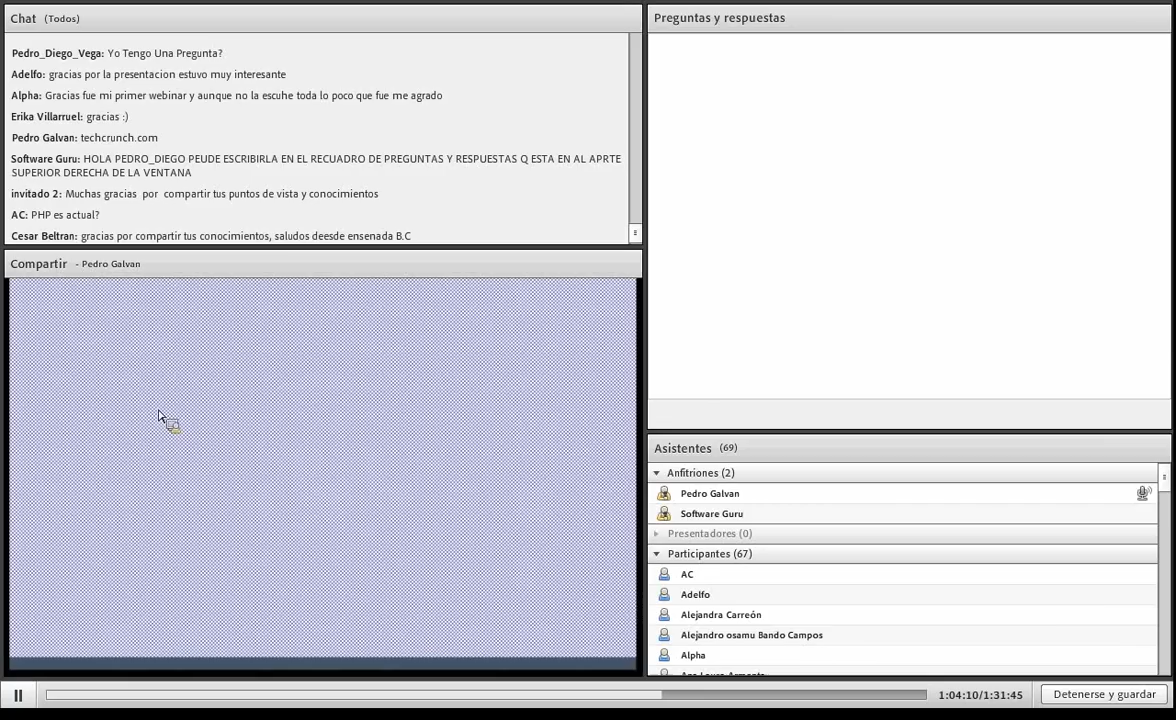 Chat (Todos)
Pedro_Diego_Vega: Yo Tengo Una Pregunta?
Adelfo: gracias por la presentacion estuvo muy interesante
Alpha: Gracias fue mi primer webinar y aunque no la escuhe toda lo poco que fue me agrado
Erika Villarruel: gracias :)
Pedro Galvan: techcrunch.com
Software Guru: HOLA PEDRO_DIEGO PEUDE ESCRIBIRLA EN EL RECUADRO DE PREGUNTAS Y RESPUESTAS Q ESTA EN AL APRTE
SUPERIOR DERECHA DE LA VENTANA
invitado 2: Muchas gracias por compartir tus puntos de vista y conocimientos
AC: PHP es actual?
Cesar Beltran: gracias por compartir tus conocimientos, saludos deesde ensenada B.C
Compartir - Pedro Galvan
Preguntas y respuestas
Asistentes (69)
Anfitriones (2)
Pedro Galvan
Software Guru
Presentadores (0)
Participantes (67)
AC
Adelfo
Alejandra Carreón
Alejandro osamu Bando Campos
Alpha
1:04:10/1:31:45
Detenerse y guardar